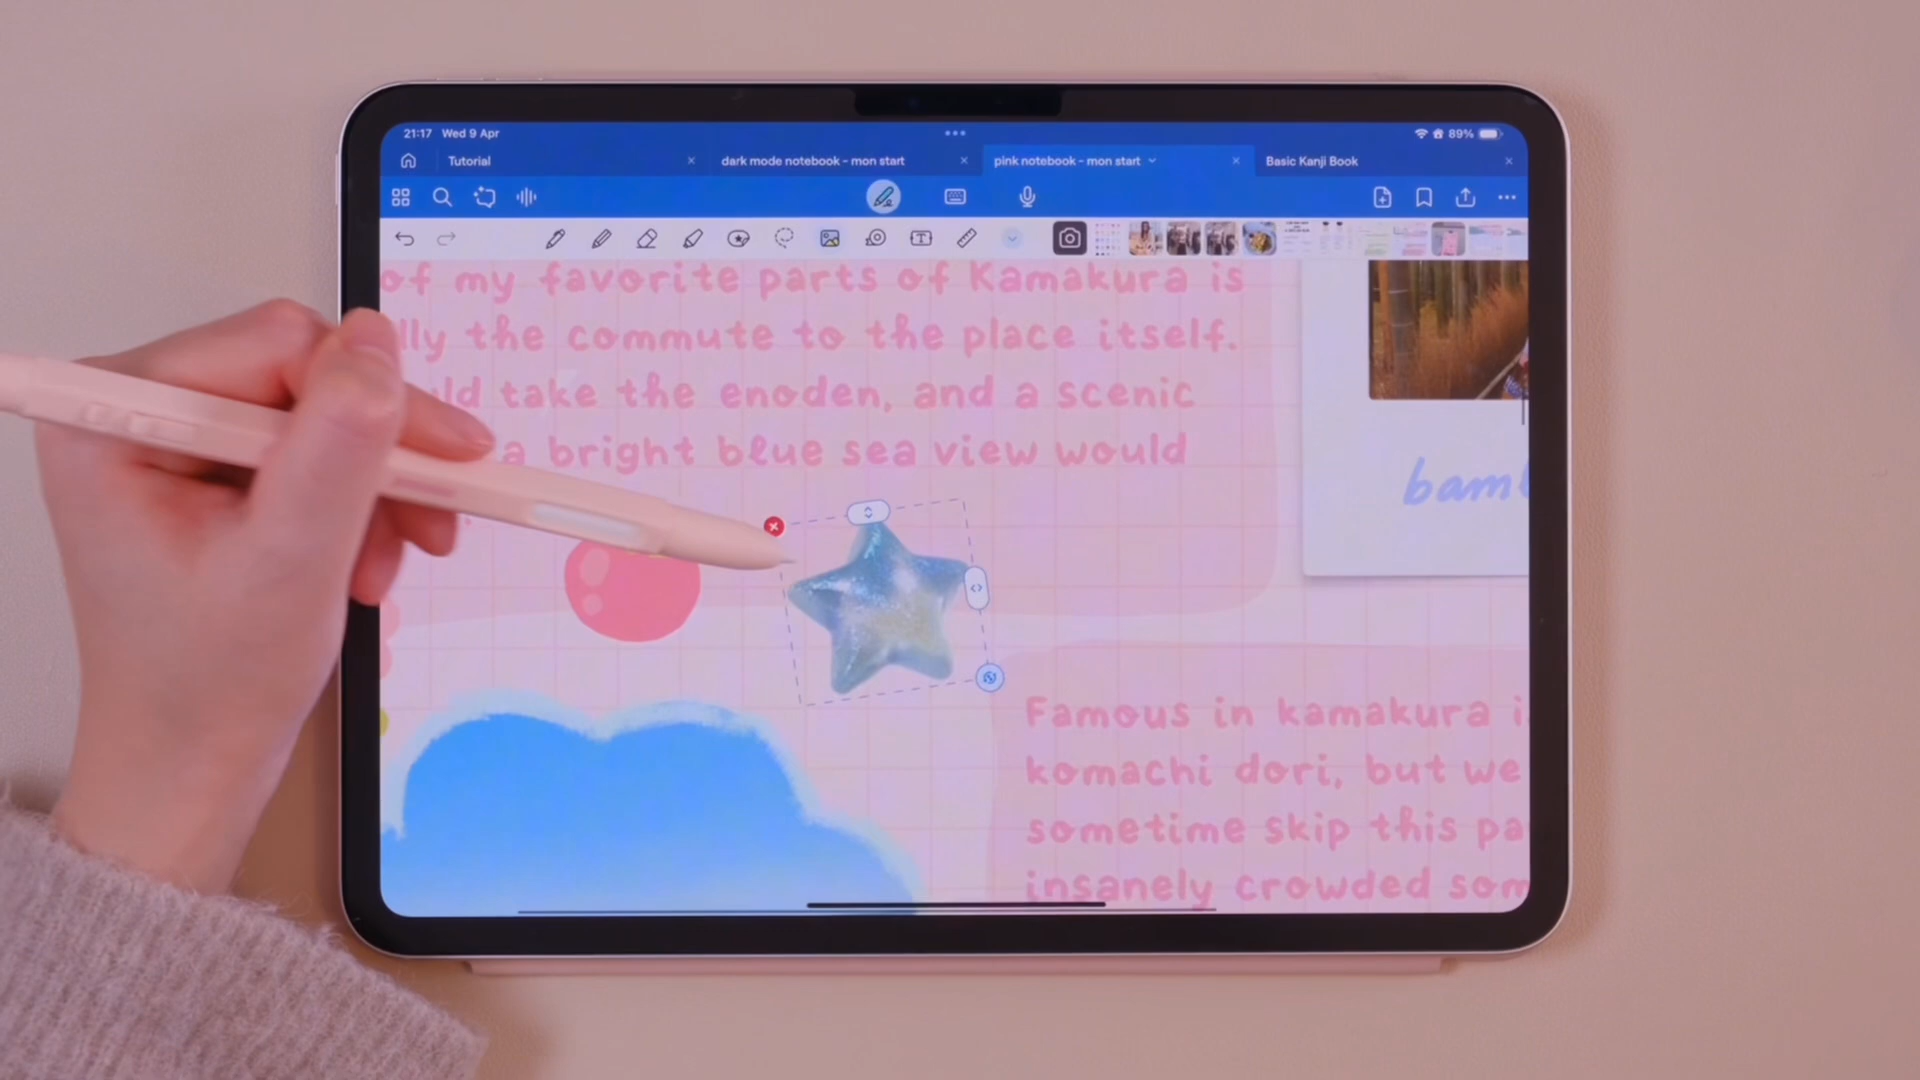 21:17 Wed 9 Apr
89%
Tutorial
dark mode notebook - mon start
pink notebook - mon start
Basic Kanji Book
of my favorite parts of Kamakura is
lly the commute to the place itself.
ld take the enoden, and a scenic
a bright blue sea view would
Famous in kamakura i
komachi dori, but we
sometime skip this pa
insanely crowded som